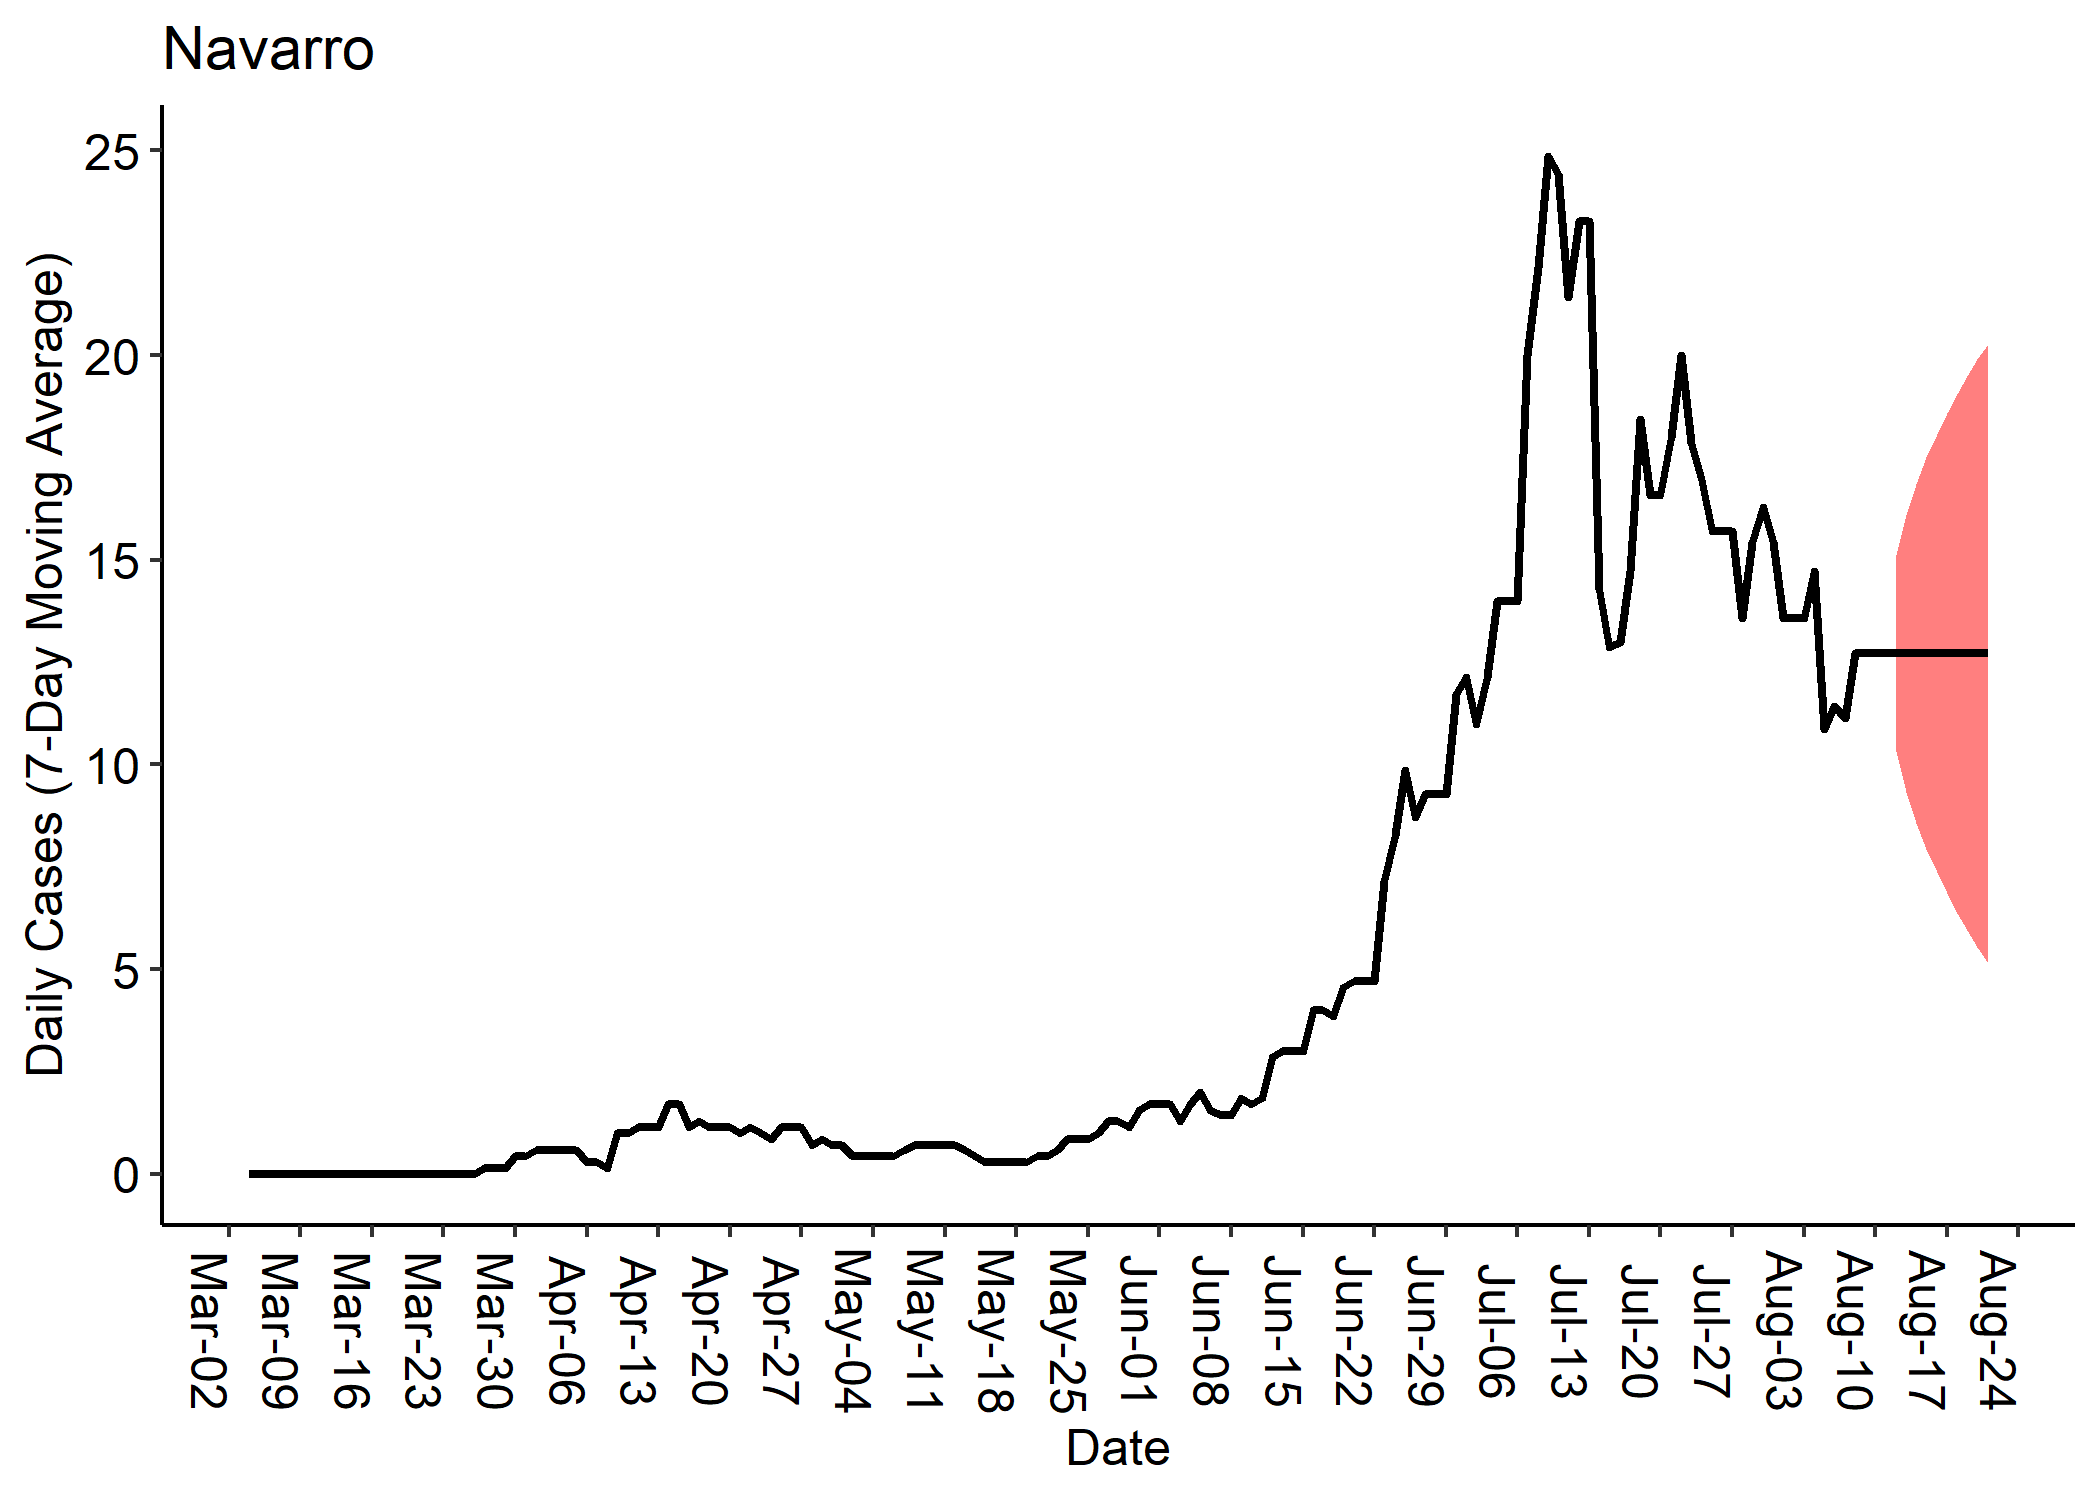 Navarro
Daily Cases (7-Day Moving Average)
25
20
15
10
5
0
Mar-02
Mar-09
Mar-16
Mar-23
Mar-30
Apr-06
Apr-13
Apr-20
Apr-27
May-04
May-11
May-18
May-25
Jun-01
Jun-08
Jun-15
Jun-22
Jun-29
Jul-06
Jul-13
Jul-20
Jul-27
Aug-03
Aug-10
Aug-17
Aug-24
Date